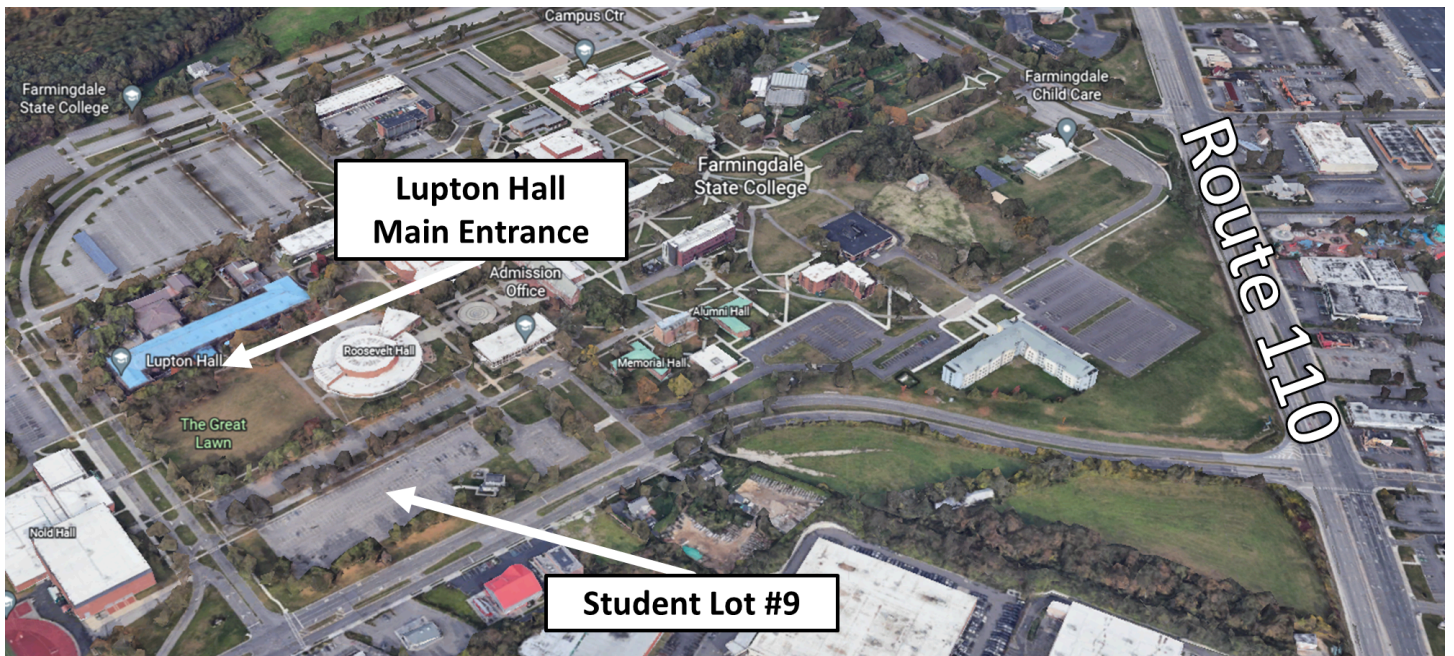 Campus Ctr
Farmingdale
State College
Farmingdale
Child Care
Route 110
Lupton Hall
Main Entrance
Farmingdale
State College
Admission
Office
Alumni Hall
Lupton Hall
Roosevelt Hall
Memorial Hall
The Great
Lawn
Nold Hall
Student Lot #9